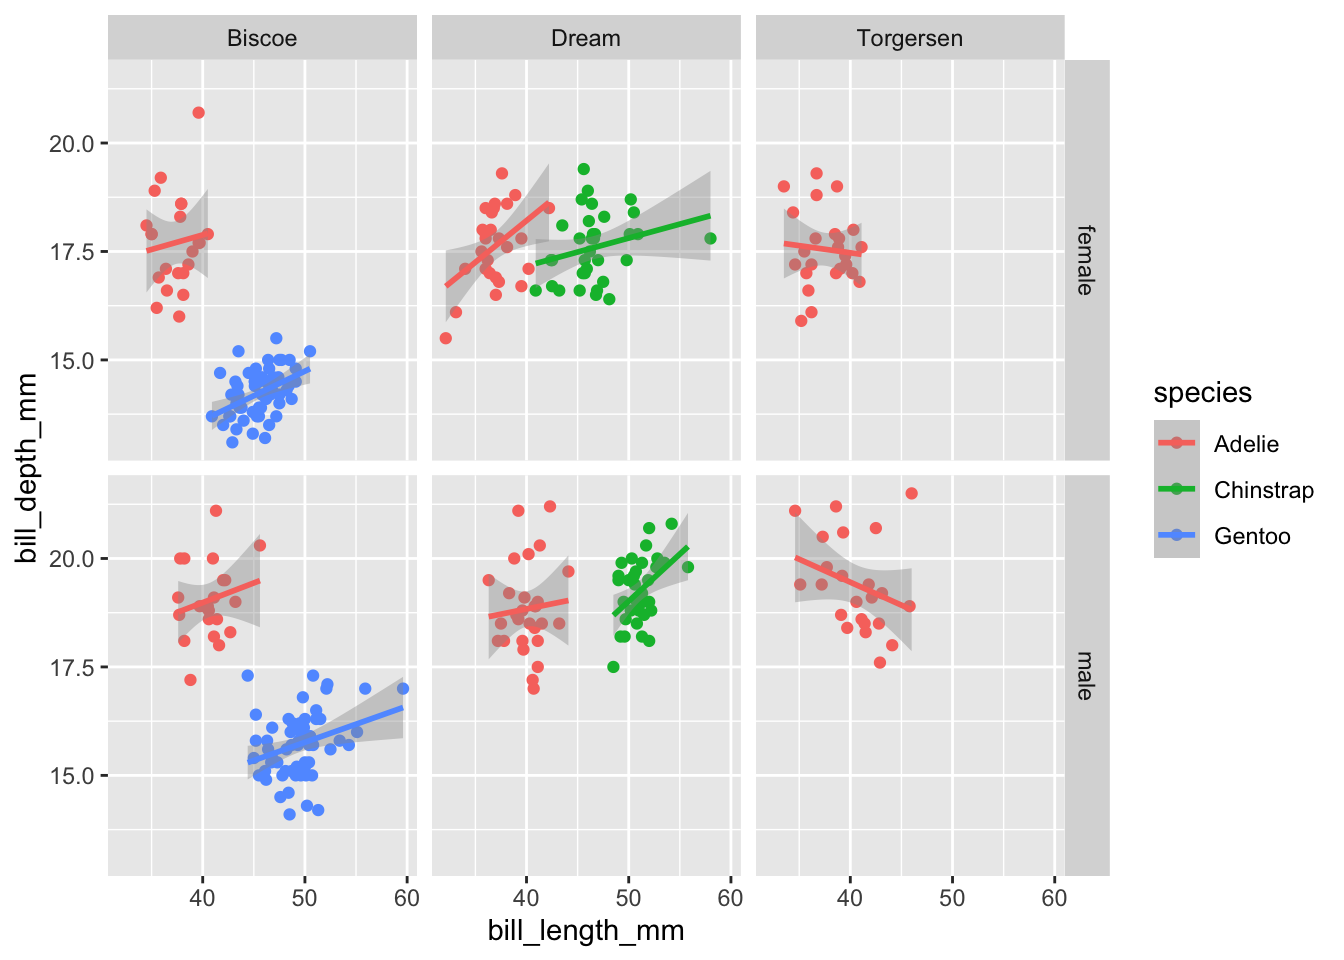 Biscoe
Dream
Torgersen
20.0
17.5
15.0
female
20.0
17.5
15.0
male
bill_depth_mm
40
50
60
40
50
60
40
50
60
bill_length_mm
species
Adelie
Chinstrap
Gentoo